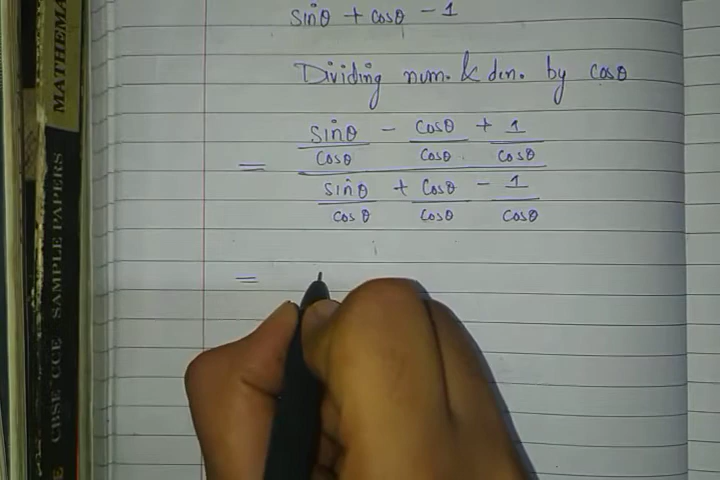 sinθ + cosθ - 1
Dividing num. & den. by cosθ
sinθ/cosθ - cosθ/cosθ + 1/cosθ
=
sinθ/cosθ + cosθ/cosθ - 1/cosθ
=
MATHEMA
CBSE CCE SAMPLE PAPERS